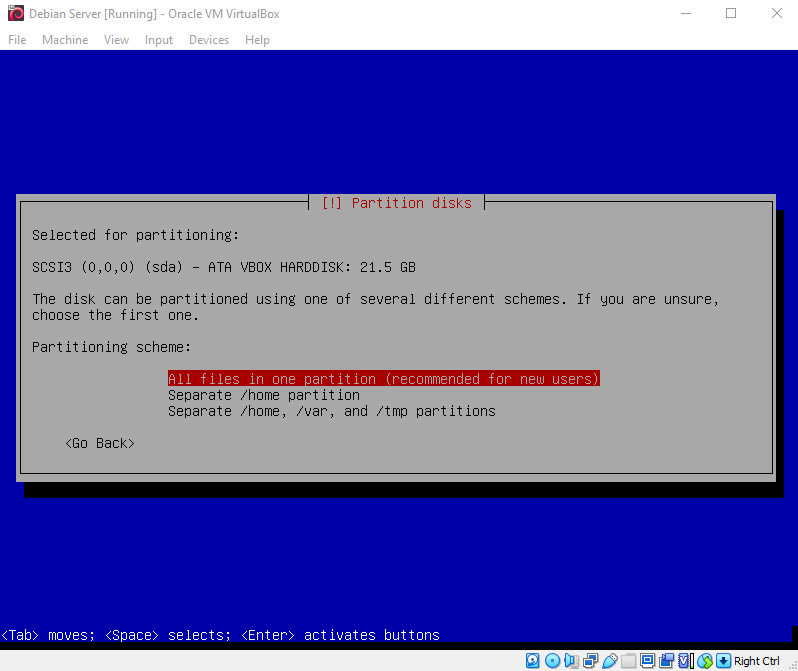 Debian Server [Running] - Oracle VM VirtualBox
File Machine View Input Devices Help
[!] Partition disks
Selected for partitioning:
SCSI3 (0,0,0) (sda) - ATA VBOX HARDDISK: 21.5 GB
The disk can be partitioned using one of several different schemes. If you are unsure,
choose the first one.
Partitioning scheme:
All files in one partition (recommended for new users)
Separate /home partition
Separate /home, /var, and /tmp partitions
<Go Back>
<Tab> moves; <Space> selects; <Enter> activates buttons
Right Ctrl